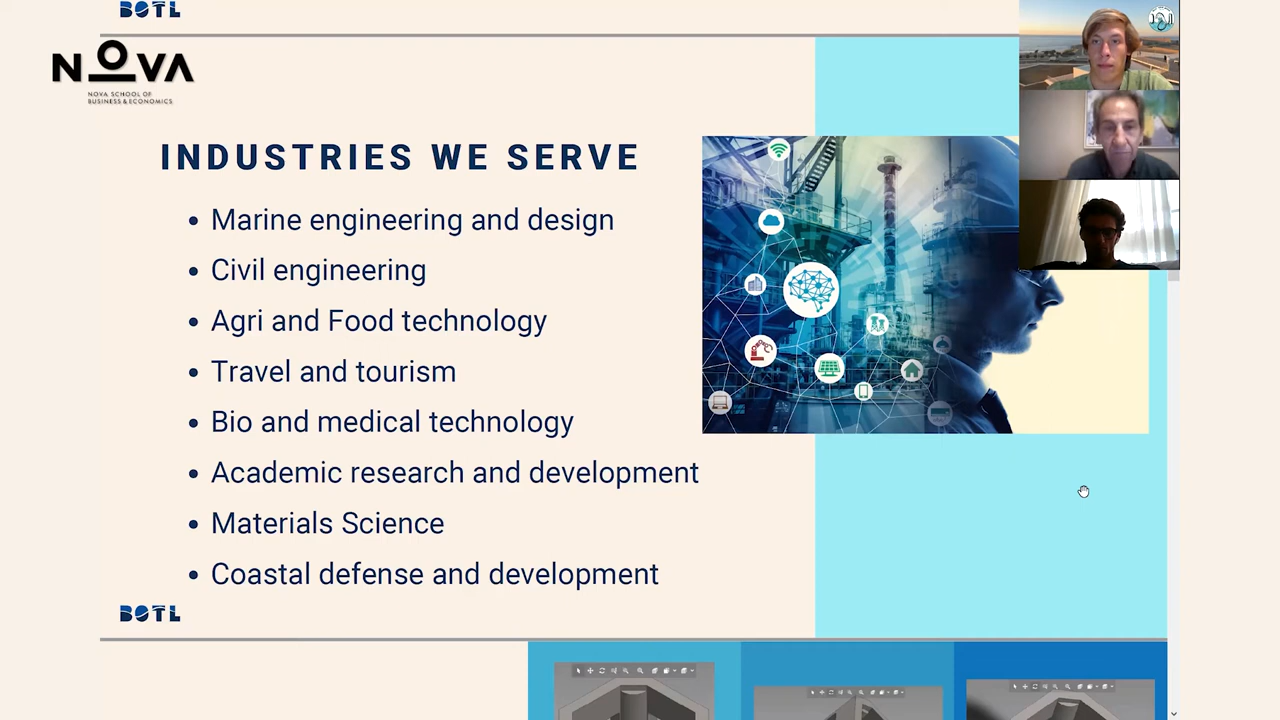 BOTL
NOVA
NOVA SCHOOL OF
BUSINESS & ECONOMICS
INDUSTRIES WE SERVE
• Marine engineering and design
• Civil engineering
• Agri and Food technology
• Travel and tourism
• Bio and medical technology
• Academic research and development
• Materials Science
• Coastal defense and development
BOTL